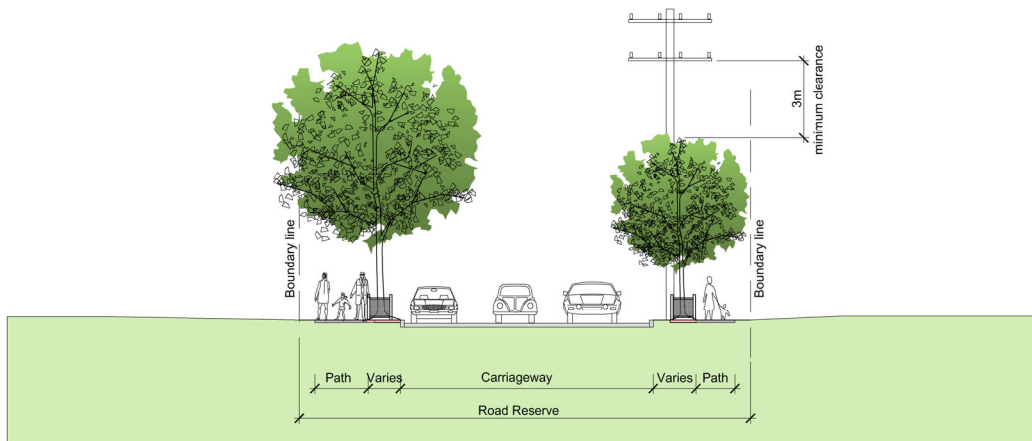 Boundary line
3m
minimum clearance
Boundary line
Path
Varies
Carriageway
Varies
Path
Road Reserve